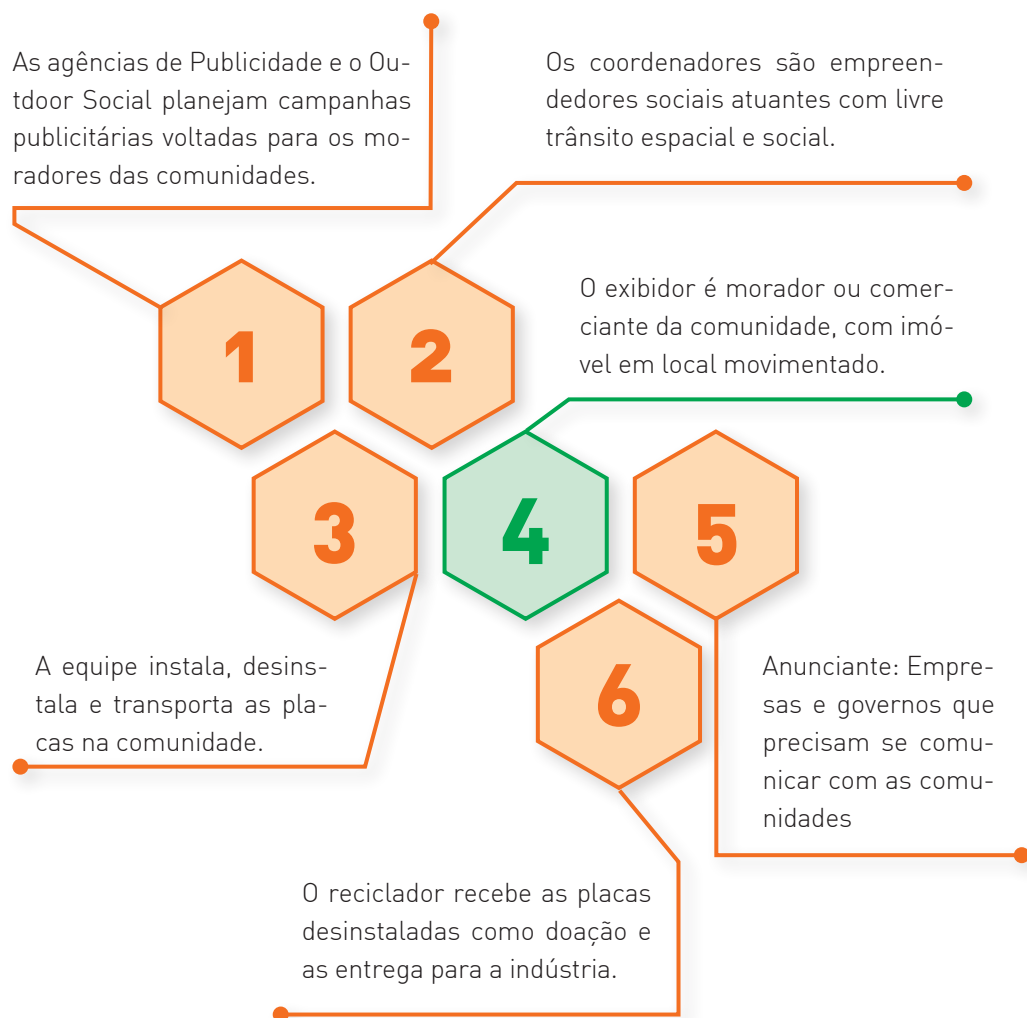 As agências de Publicidade e o Ou-
tdoor Social planejam campanhas
publicitárias voltadas para os mo-
radores das comunidades.
Os coordenadores são empreen-
dedores sociais atuantes com livre
trânsito espacial e social.
1
2
O exibidor é morador ou comer-
ciante da comunidade, com imó-
vel em local movimentado.
3
4
5
A equipe instala, desins-
tala e transporta as pla-
cas na comunidade.
6
Anunciante: Empre-
sas e governos que
precisam se comu-
nicar com as comu-
nidades
O reciclador recebe as placas
desinstaladas como doação e
as entrega para a indústria.